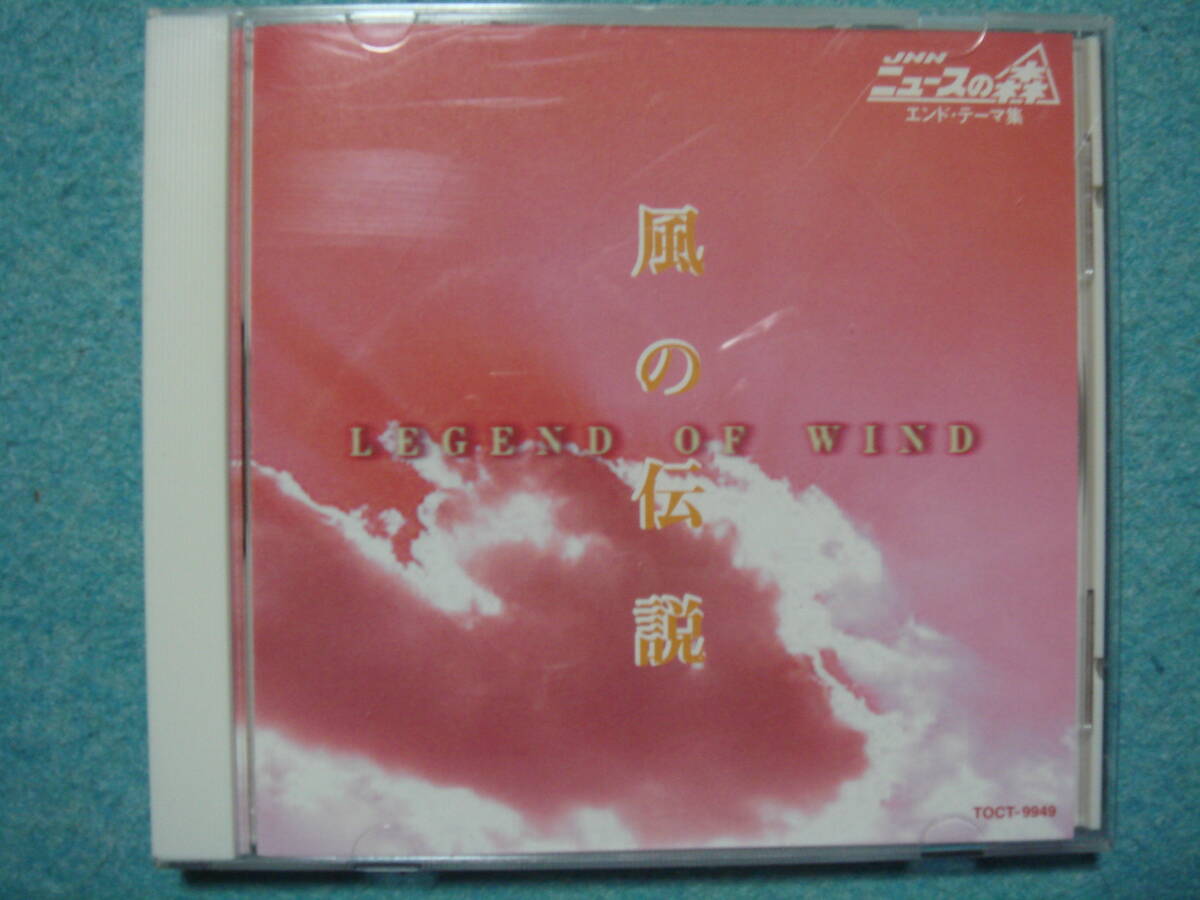 JNN
ニュースの森
エンド・テーマ集
風の伝説
LEGEND OF WIND
TOCT-9949